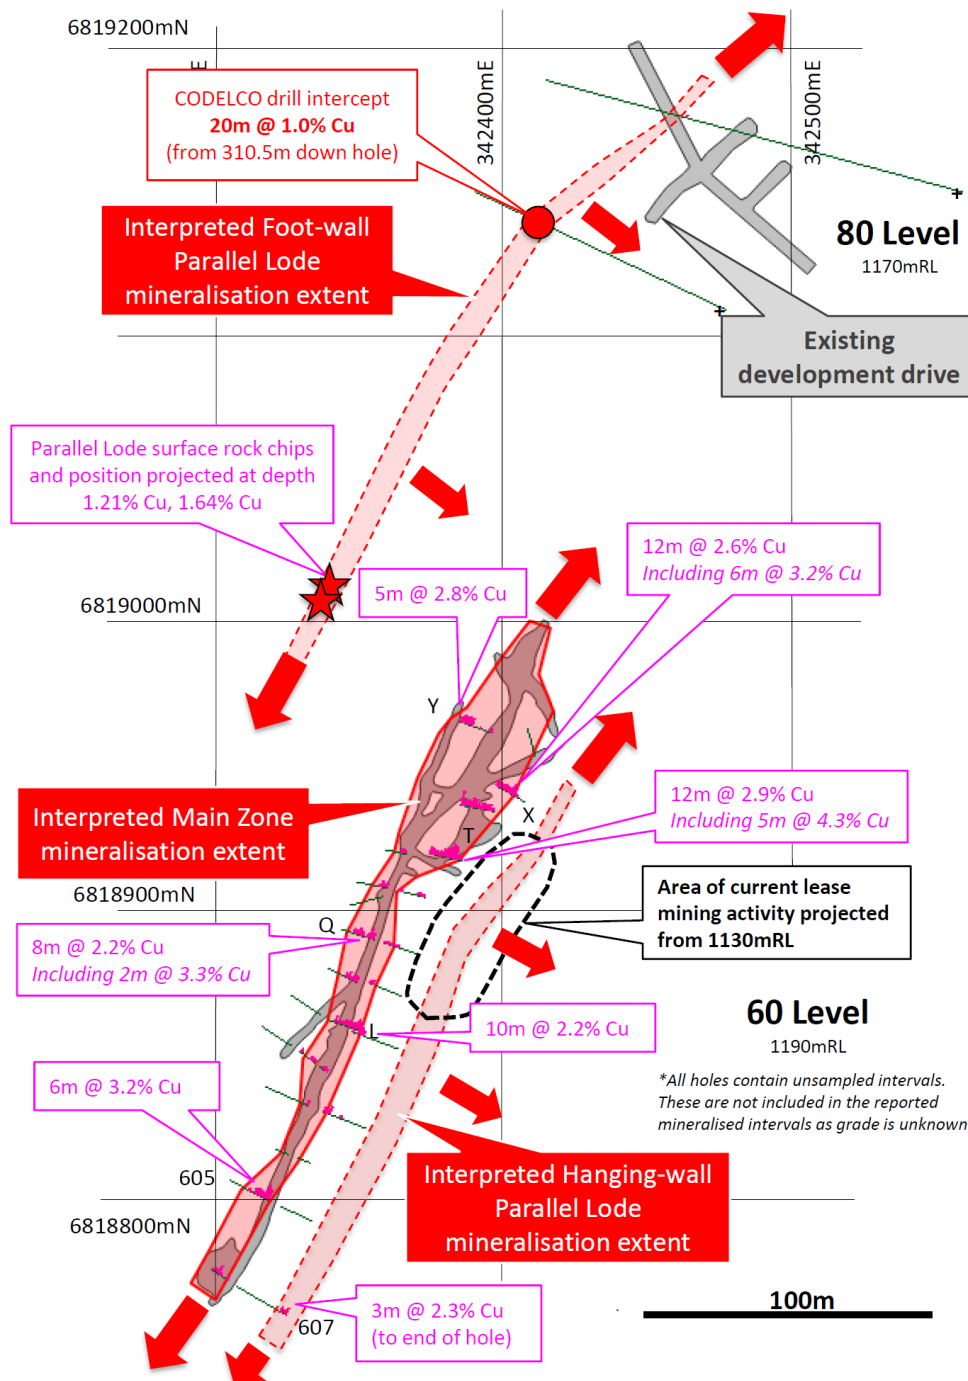 6819200mN
E
342400mE
342500mE
CODELCO drill intercept
20m @ 1.0% Cu
(from 310.5m down hole)
Interpreted Foot-wall
Parallel Lode
mineralisation extent
80 Level
1170mRL
Existing
development drive
Parallel Lode surface rock chips
and position projected at depth
1.21% Cu, 1.64% Cu
12m @ 2.6% Cu
Including 6m @ 3.2% Cu
5m @ 2.8% Cu
6819000mN
Y
X
T
Interpreted Main Zone
mineralisation extent
12m @ 2.9% Cu
Including 5m @ 4.3% Cu
6818900mN
Area of current lease
mining activity projected
from 1130mRL
Q
8m @ 2.2% Cu
Including 2m @ 3.3% Cu
L
10m @ 2.2% Cu
60 Level
1190mRL
*All holes contain unsampled intervals.
These are not included in the reported
mineralised intervals as grade is unknown
6m @ 3.2% Cu
605
Interpreted Hanging-wall
Parallel Lode
mineralisation extent
6818800mN
3m @ 2.3% Cu
(to end of hole)
607
100m